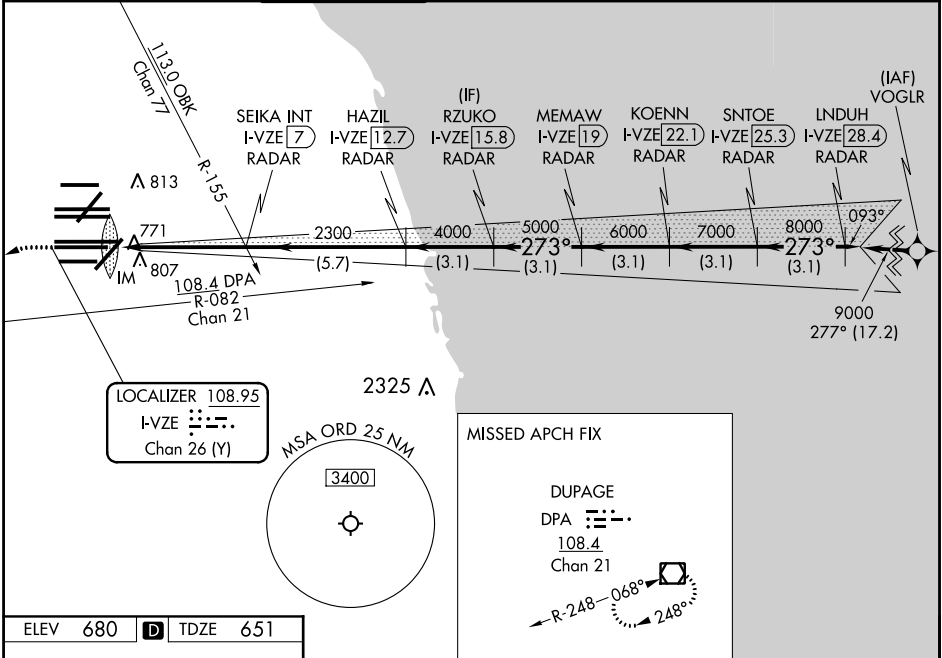 113.0 OBK
Chan 77
R-155
SEIKA INT
I-VZE 7
RADAR
HAZIL
I-VZE 12.7
RADAR
(IF)
RZUKO
I-VZE 15.8
RADAR
MEMAW
I-VZE 19
RADAR
KOENN
I-VZE 22.1
RADAR
SNTOE
I-VZE 25.3
RADAR
LNDUH
I-VZE 28.4
RADAR
(IAF)
VOGLR
813
771
807
IM
2300
(5.7)
4000
(3.1)
5000
273°
(3.1)
6000
(3.1)
7000
(3.1)
8000
273°
(3.1)
093°
9000
277° (17.2)
108.4 DPA
R-082
Chan 21
LOCALIZER 108.95
I-VZE
Chan 26 (Y)
2325
MSA ORD 25 NM
3400
MISSED APCH FIX
DUPAGE
DPA
108.4
Chan 21
R-248
068°
248°
ELEV 680 D TDZE 651